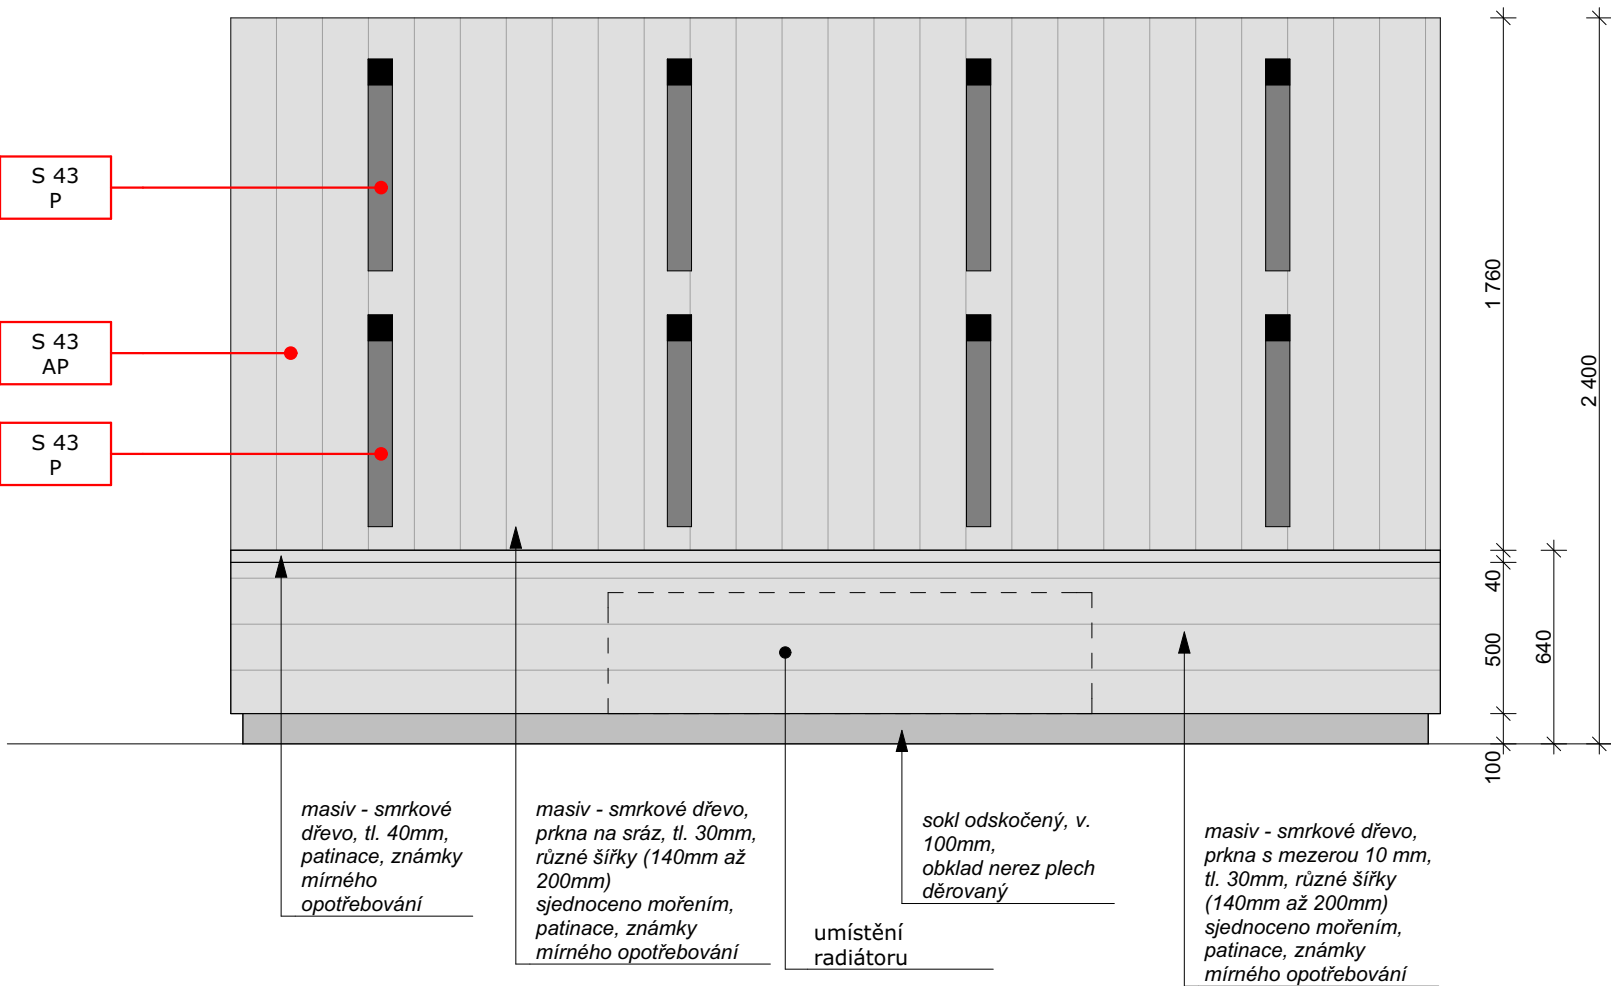 S 43
P
S 43
AP
S 43
P
1 760
2 400
40
500
640
100
masiv - smrkové
dřevo, tl. 40mm,
patinace, známky
mírného
opotřebování
masiv - smrkové dřevo,
prkna na sráz, tl. 30mm,
různé šířky (140mm až
200mm)
sjednoceno mořením,
patinace, známky
mírného opotřebování
umístění
radiátoru
sokl odskočený, v.
100mm,
obklad nerez plech
děrovaný
masiv - smrkové dřevo,
prkna s mezerou 10 mm,
tl. 30mm, různé šířky
(140mm až 200mm)
sjednoceno mořením,
patinace, známky
mírného opotřebování